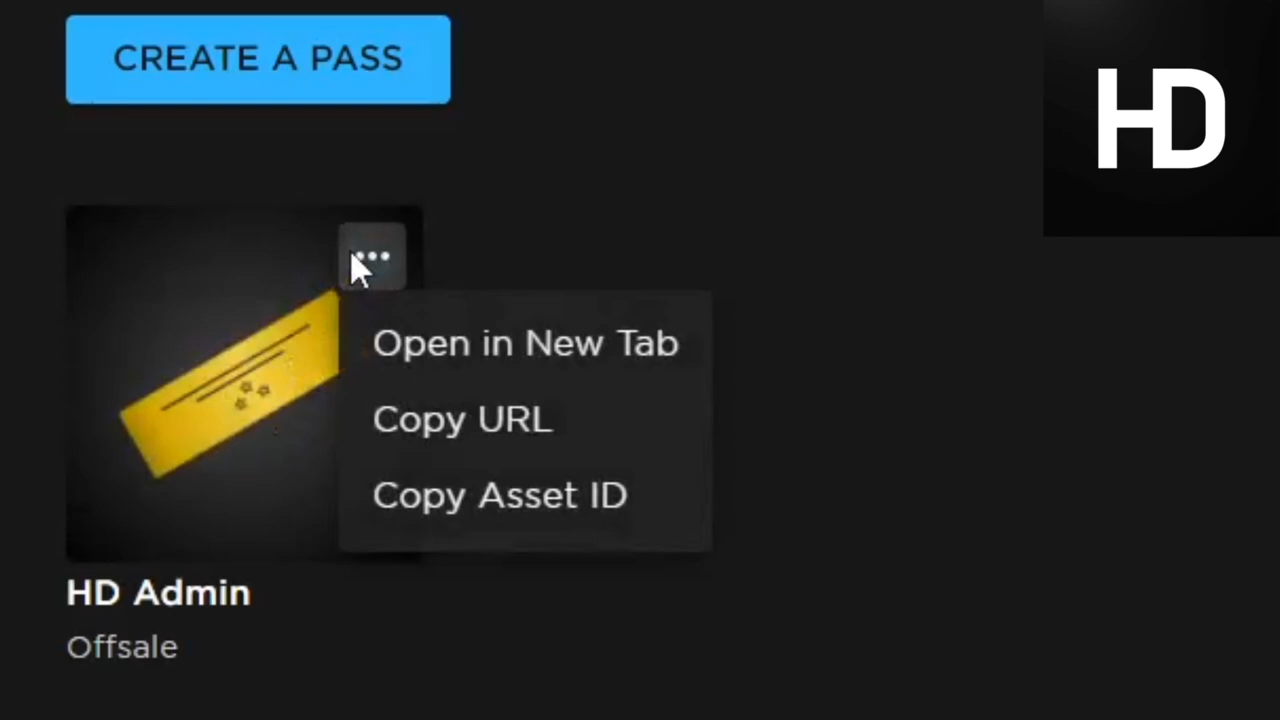 CREATE A PASS
HD
Open in New Tab
Copy URL
Copy Asset ID
HD Admin
Offsale